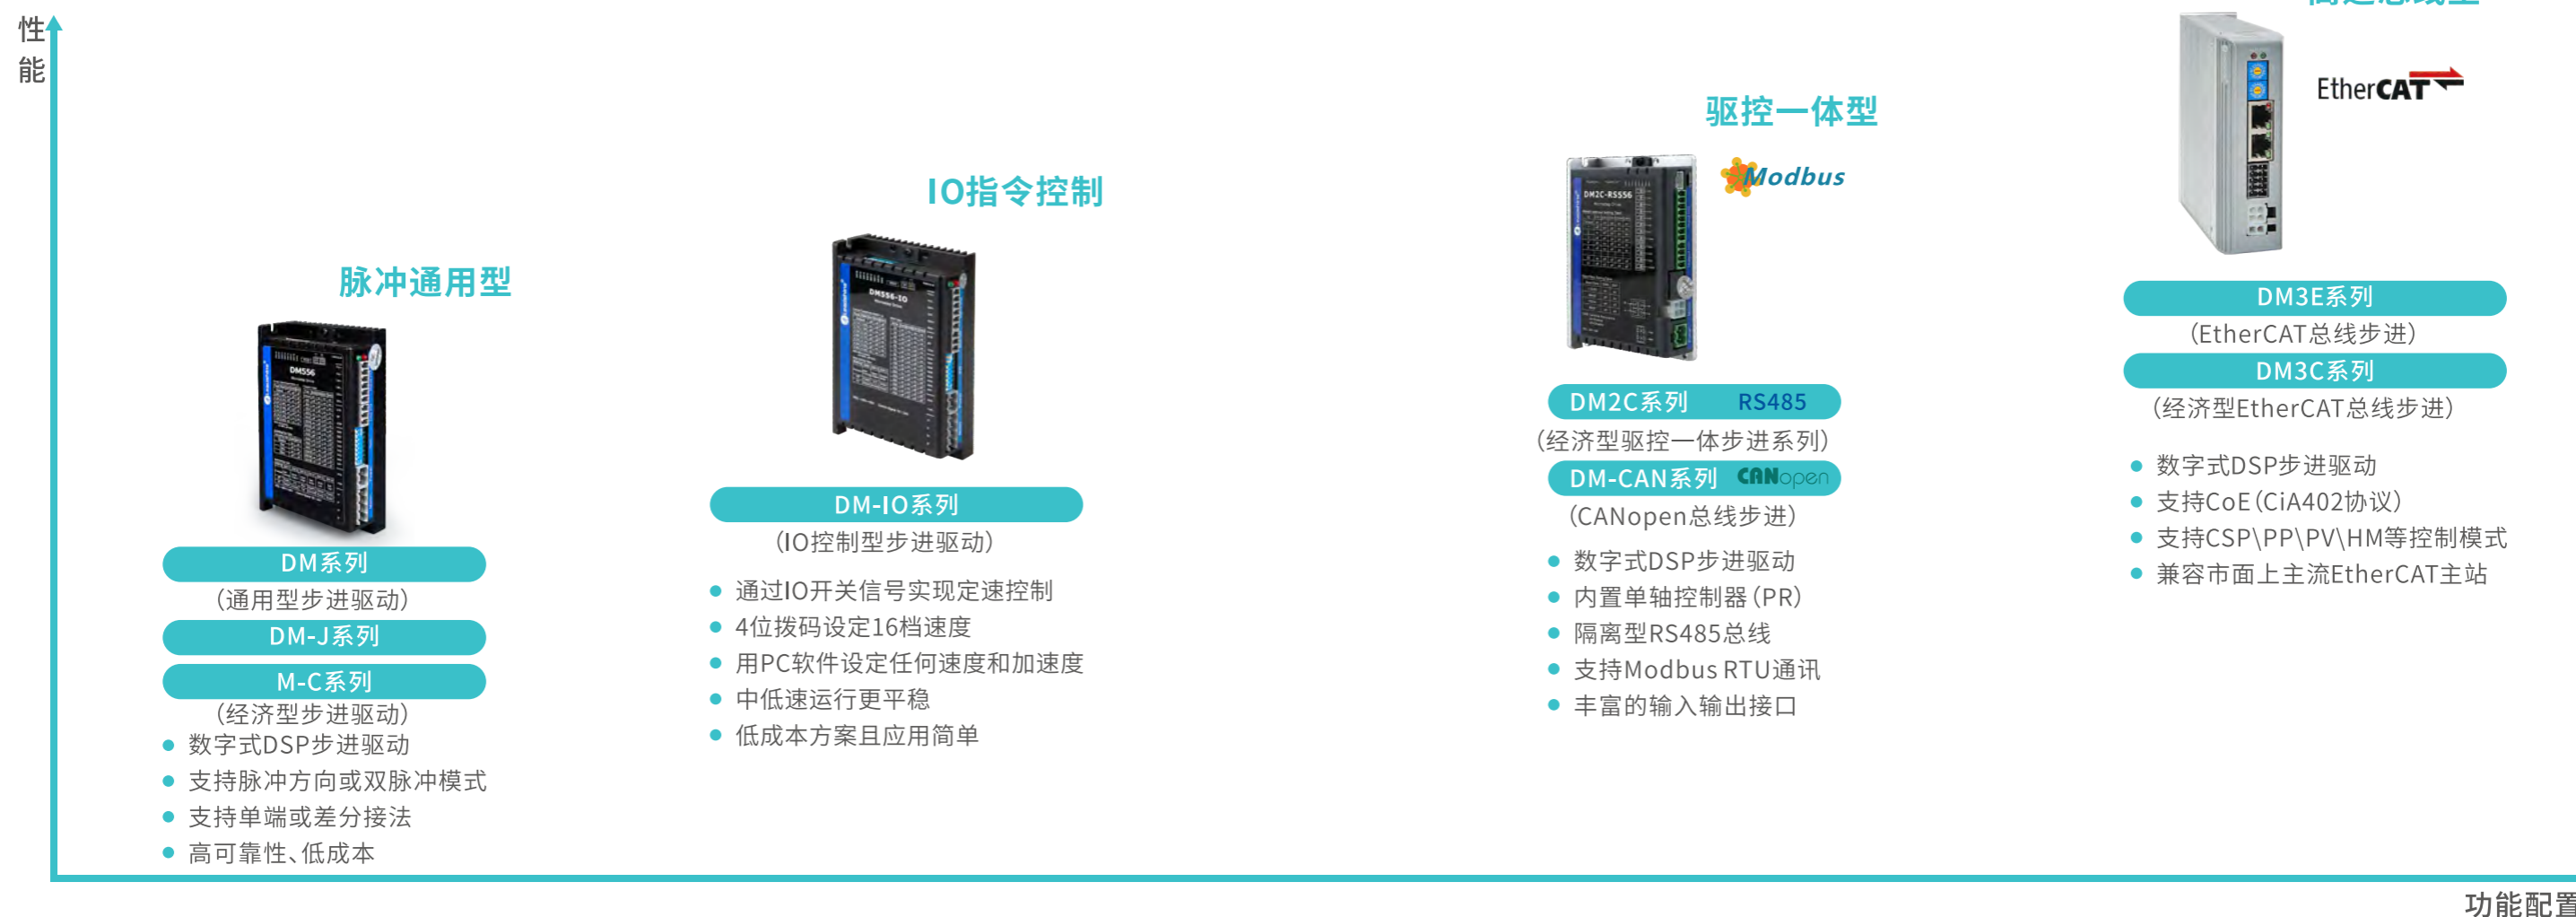 性
能
脉冲通用型
DM556
DM系列
（通用型步进驱动）
DM-J系列
M-C系列
（经济型步进驱动）
数字式DSP步进驱动
支持脉冲方向或双脉冲模式
支持单端或差分接法
高可靠性、低成本
IO指令控制
DM556-IO
DM-IO系列
（IO控制型步进驱动）
通过IO开关信号实现定速控制
4位拨码设定16档速度
用PC软件设定任何速度和加速度
中低速运行更平稳
低成本方案且应用简单
驱控一体型
Modbus
DM2C-RS556
DM2C系列 RS485
（经济型驱控一体步进系列）
DM-CAN系列 CANopen
（CANopen总线步进）
数字式DSP步进驱动
内置单轴控制器（PR）
隔离型RS485总线
支持Modbus RTU通讯
丰富的输入输出接口
EtherCAT
DM3E系列
（EtherCAT总线步进）
DM3C系列
（经济型EtherCAT总线步进）
数字式DSP步进驱动
支持CoE（CiA402协议）
支持CSP\PP\PV\HM等控制模式
兼容市面上主流EtherCAT主站
功能配置